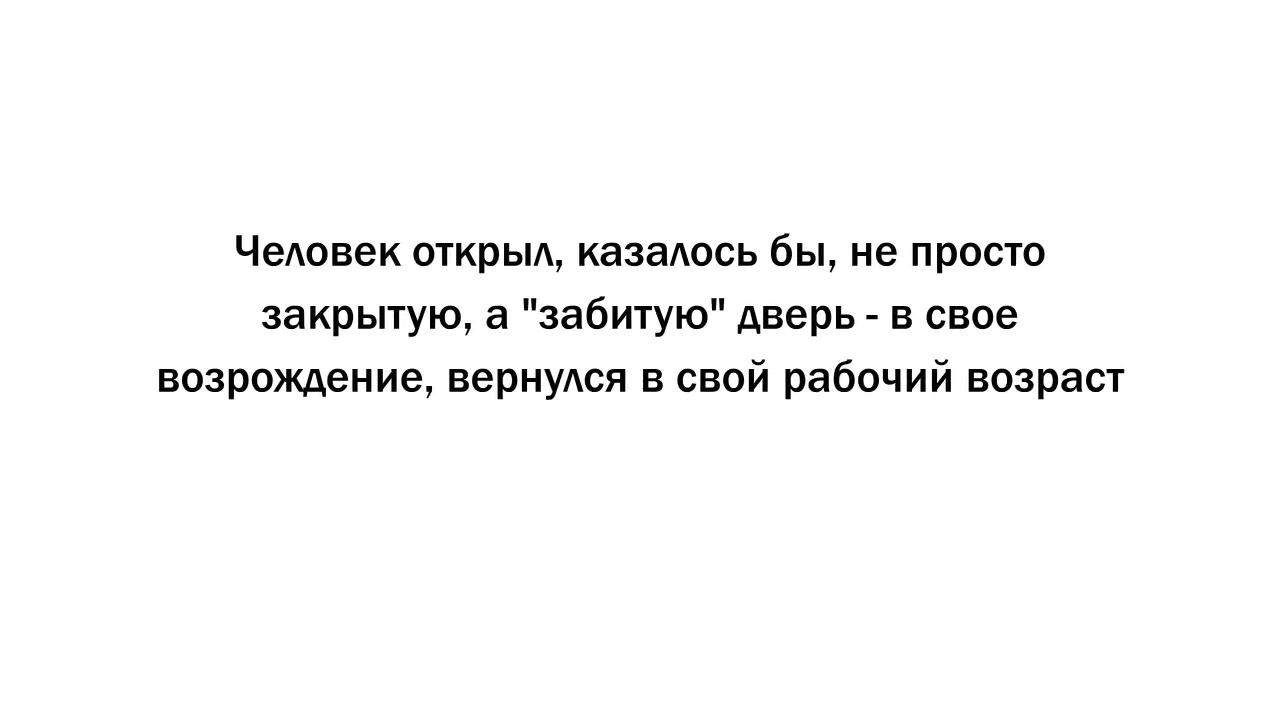 Человек открыл, казалось бы, не просто
закрытую, а "забитую" дверь - в свое
возрождение, вернулся в свой рабочий возраст